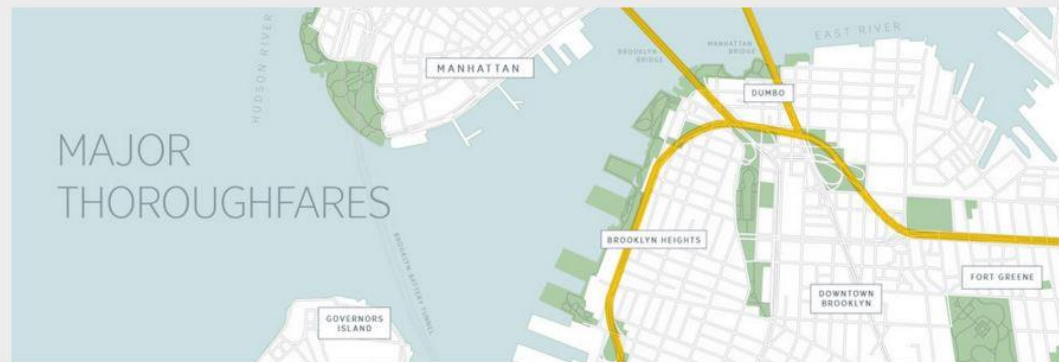 MAJOR
THOROUGHFARES
HUDSON RIVER
MANHATTAN
BROOKLYN
BRIDGE
MANHATTAN
BRIDGE
EAST RIVER
DUMBO
BROOKLYN HEIGHTS
BROOKLYN BATTERY TUNNEL
GOVERNORS
ISLAND
DOWNTOWN
BROOKLYN
FORT GREENE